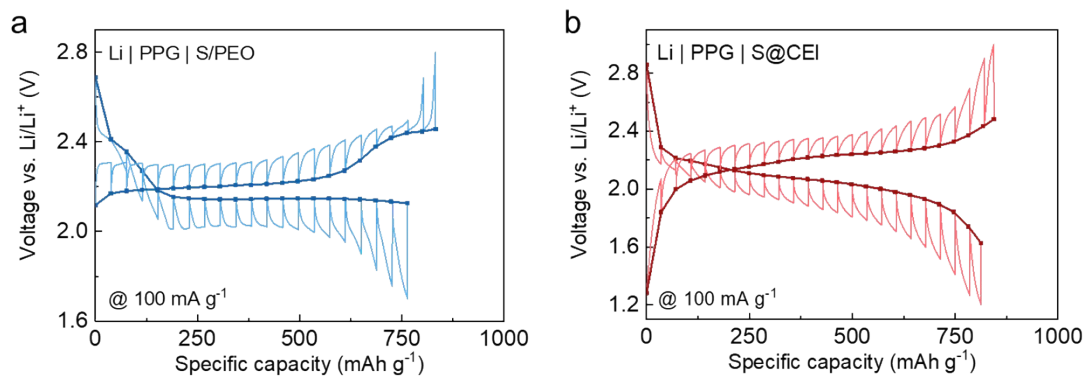 a
Li | PPG | S/PEO
2.8
2.4
2.0
1.6
Voltage vs. Li/Li⁺ (V)
@ 100 mA g⁻¹
0 250 500 750 1000
Specific capacity (mAh g⁻¹)
b
Li | PPG | S@CEI
2.8
2.4
2.0
1.6
1.2
Voltage vs. Li/Li⁺ (V)
@ 100 mA g⁻¹
0 250 500 750 1000
Specific capacity (mAh g⁻¹)